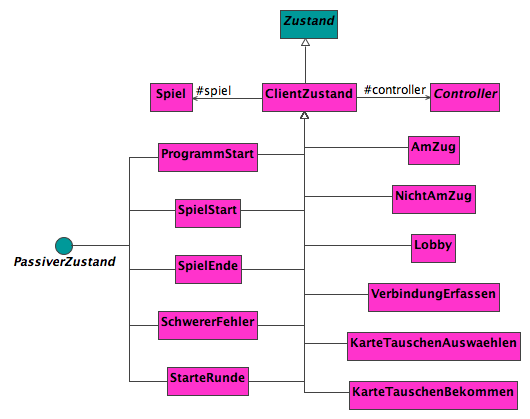 Zustand
Spiel
#spiel
ClientZustand
#controller
Controller
ProgrammStart
AmZug
SpielStart
NichtAmZug
PassiverZustand
Lobby
SpielEnde
VerbindungErfassen
SchwererFehler
KarteTauschenAuswaehlen
StarteRunde
KarteTauschenBekommen